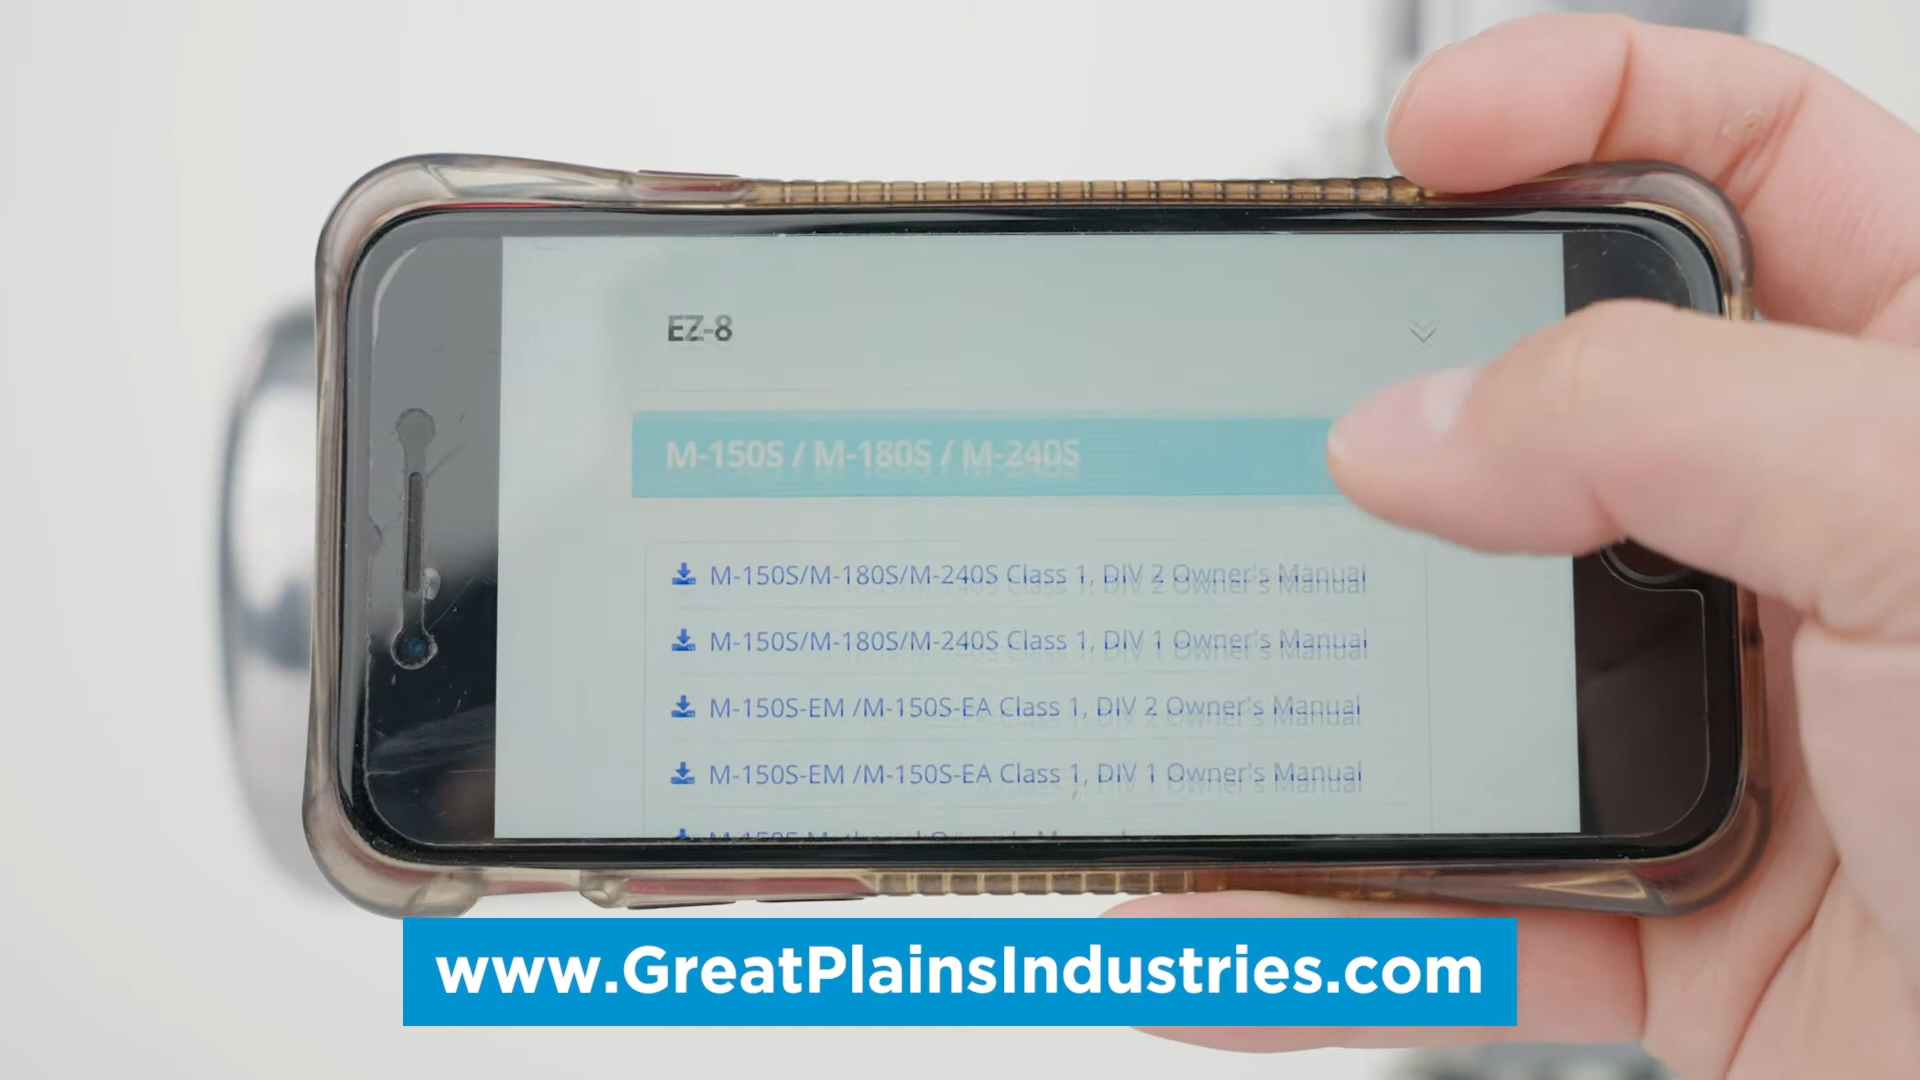 EZ-8
M-150S / M-180S / M-240S
M-150S/M-180S/M-240S Class 1, DIV 2 Owner's Manual
M-150S/M-180S/M-240S Class 1, DIV 1 Owner's Manual
M-150S-EM /M-150S-EA Class 1, DIV 2 Owner's Manual
M-150S-EM /M-150S-EA Class 1, DIV 1 Owner's Manual
www.GreatPlainsIndustries.com